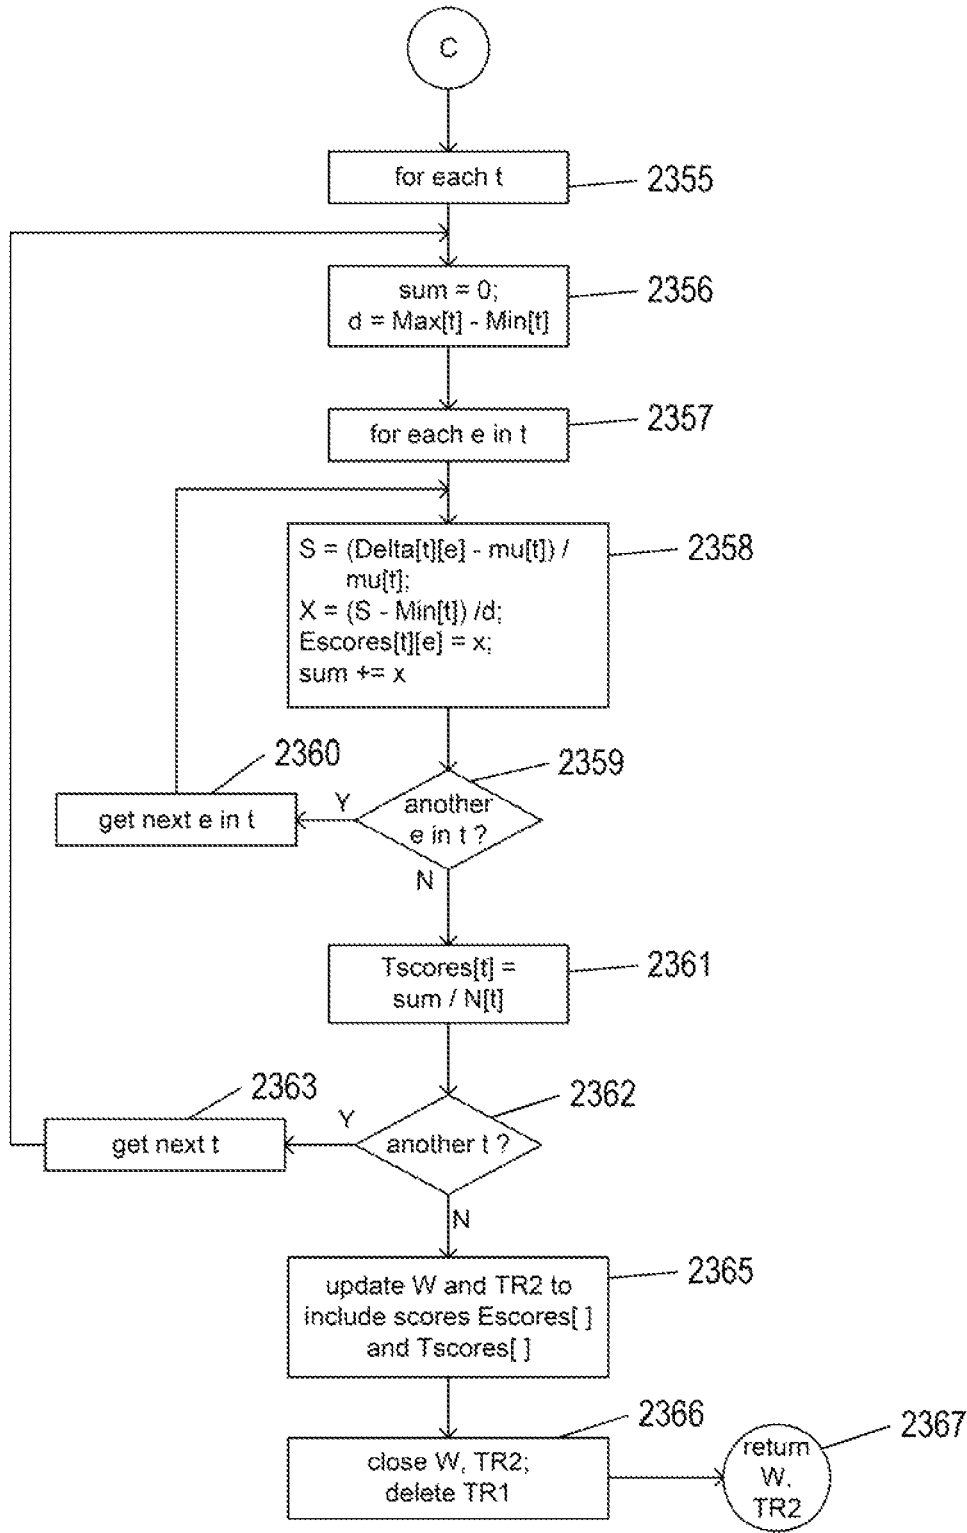 C
for each t
2355
sum = 0;
d = Max[t] - Min[t]
2356
for each e in t
2357
S = (Delta[t][e] - mu[t]) /
mu[t];
X = (S - Min[t]) /d;
Escores[t][e] = x;
sum += x
2358
another
e in t ?
2359
Y
get next e in t
2360
N
Tscores[t] =
sum / N[t]
2361
another t ?
2362
Y
get next t
2363
N
update W and TR2 to
include scores Escores[ ]
and Tscores[ ]
2365
close W, TR2;
delete TR1
2366
return
W,
TR2
2367